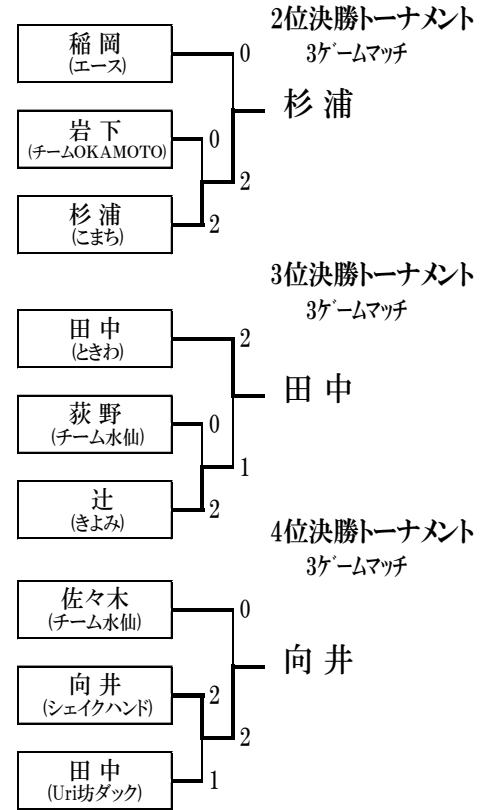 2位決勝トーナメント
3ゲームマッチ
稲岡
(エース)
0
杉浦
岩下
(チームOKAMOTO)
0
2
杉浦
(こまち)
2
3位決勝トーナメント
3ゲームマッチ
田中
(ときわ)
2
田中
荻野
(チーム水仙)
0
1
辻
(きよみ)
2
4位決勝トーナメント
3ゲームマッチ
佐々木
(チーム水仙)
0
向井
向井
(シェイクハンド)
2
2
田中
(Uri坊ダック)
1